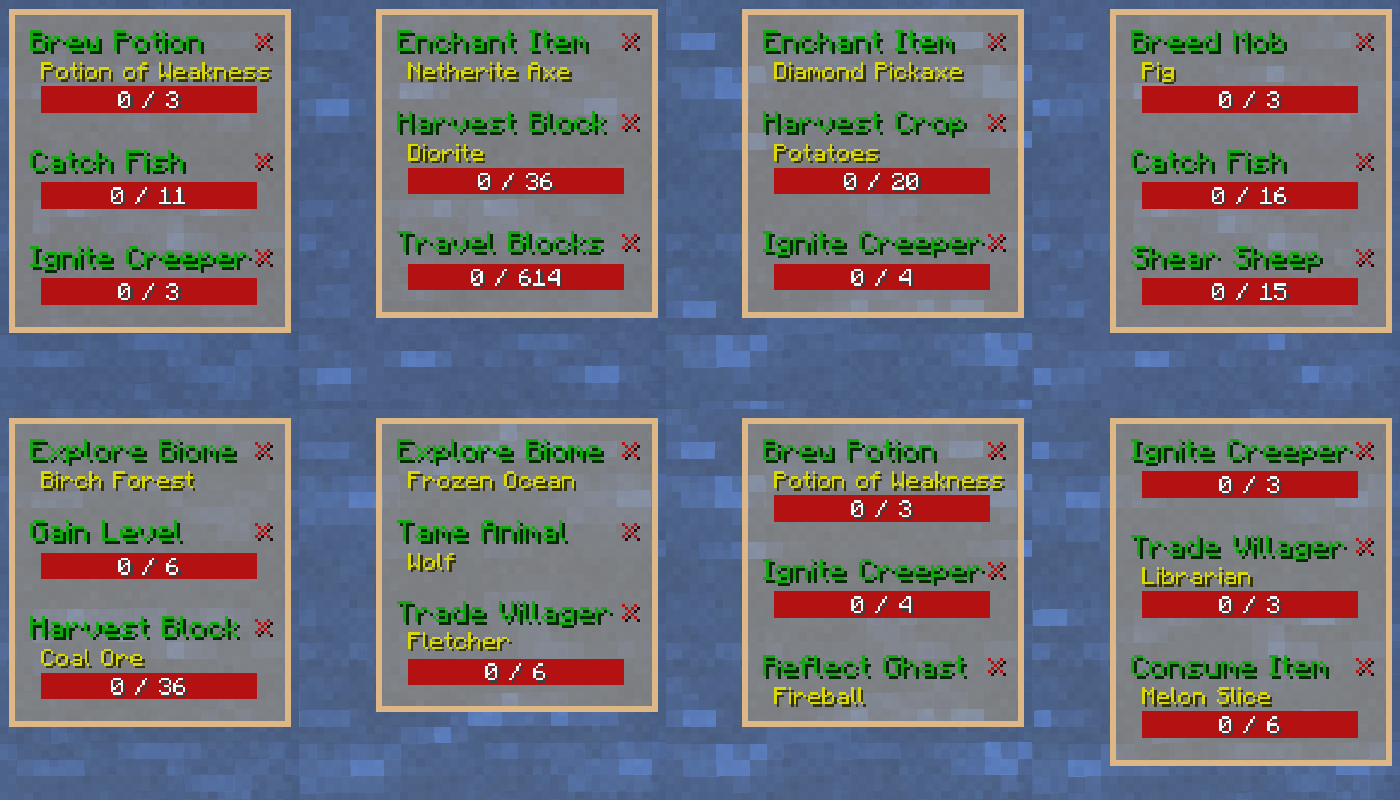 Brew Potion
Potion of Weakness
0 / 3
Catch Fish
0 / 11
Ignite Creeper
0 / 3
Enchant Item
Netherite Axe
Harvest Block
Diorite
0 / 36
Travel Blocks
0 / 614
Enchant Item
Diamond Pickaxe
Harvest Crop
Potatoes
0 / 20
Ignite Creeper
0 / 4
Breed Mob
Pig
0 / 3
Catch Fish
0 / 16
Shear Sheep
0 / 15
Explore Biome
Birch Forest
Gain Level
0 / 6
Harvest Block
Coal Ore
0 / 36
Explore Biome
Frozen Ocean
Tame Animal
Wolf
Trade Villager
Fletcher
0 / 6
Brew Potion
Potion of Weakness
0 / 3
Ignite Creeper
0 / 4
Reflect Ghast
Fireball
Ignite Creeper
0 / 3
Trade Villager
Librarian
0 / 3
Consume Item
Melon Slice
0 / 6